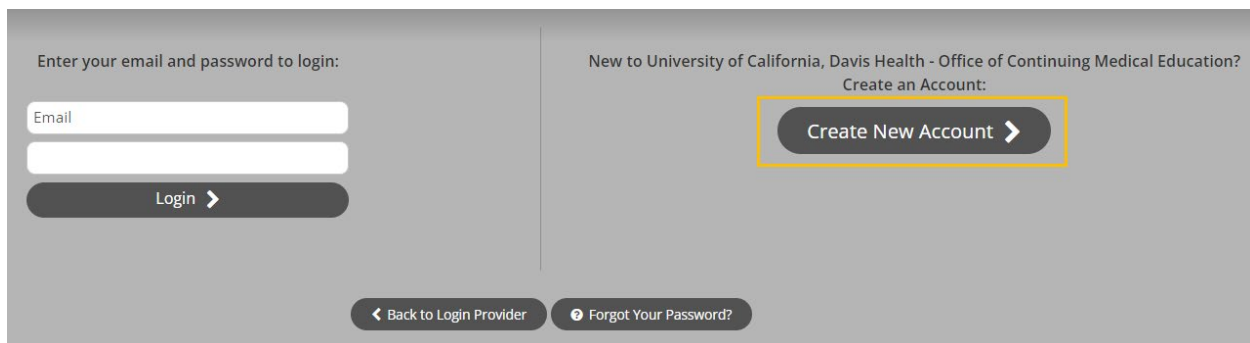 Enter your email and password to login:
Email
Login
New to University of California, Davis Health - Office of Continuing Medical Education?
Create an Account:
Create New Account
Back to Login Provider
Forgot Your Password?